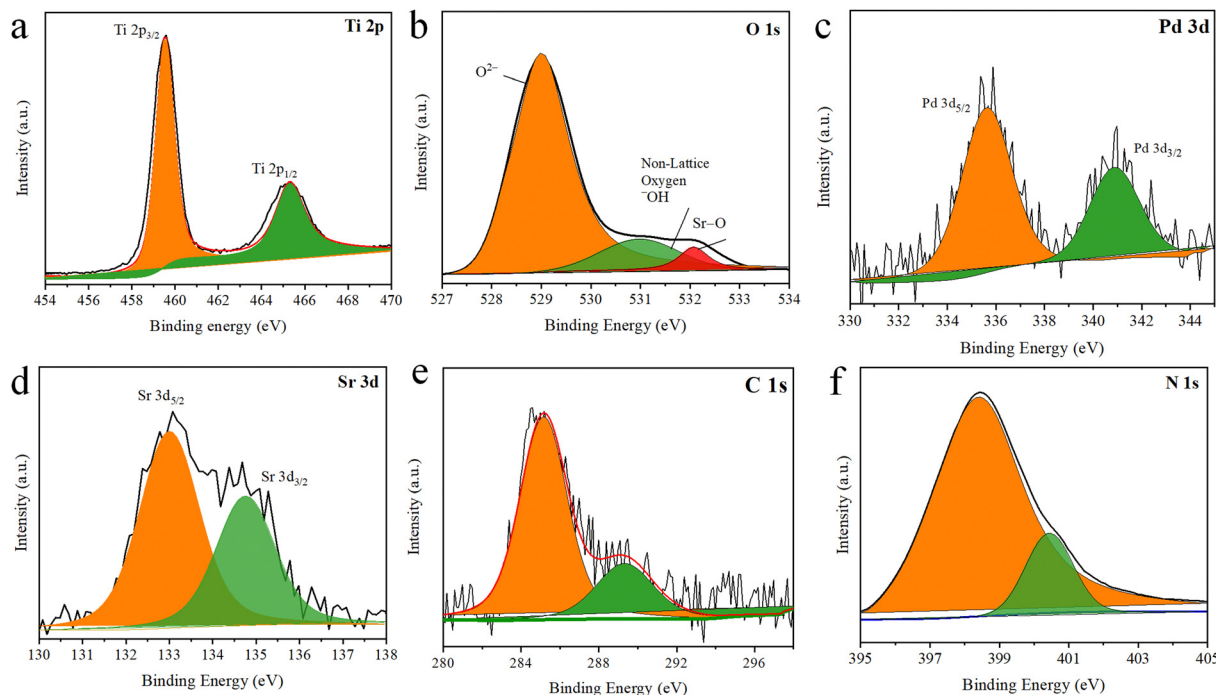 a
Ti 2p
Ti 2p3/2
Ti 2p1/2
Intensity (a.u.)
454 456 458 460 462 464 466 468 470
Binding energy (eV)
b
O 1s
O2−
Non-Lattice
Oxygen
−OH
Sr−O
Intensity (a.u.)
527 528 529 530 531 532 533 534
Binding Energy (eV)
c
Pd 3d
Pd 3d5/2
Pd 3d3/2
Intensity (a.u.)
330 332 334 336 338 340 342 344
Binding Energy (eV)
d
Sr 3d
Sr 3d5/2
Sr 3d3/2
Intensity (a.u.)
130 131 132 133 134 135 136 137 138
Binding Energy (eV)
e
C 1s
Intensity (a.u.)
280 284 288 292 296
Binding Energy (eV)
f
N 1s
Intensity (a.u.)
395 397 399 401 403 405
Binding Energy (eV)